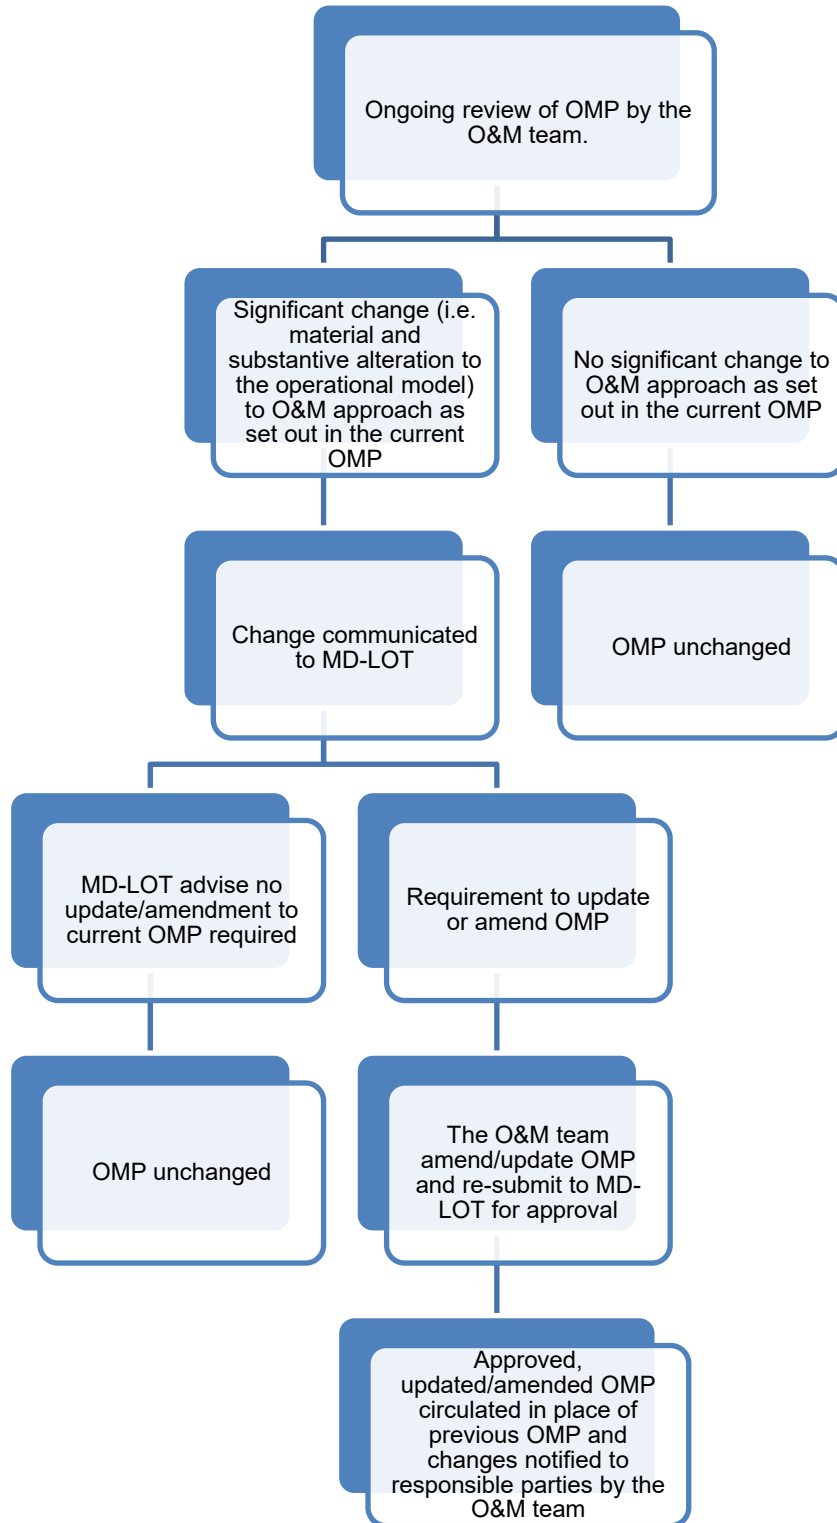 Ongoing review of OMP by the
O&M team.
Significant change (i.e.
material and
substantive alteration to
the operational model)
to O&M approach as
set out in the current
OMP
No significant change to
O&M approach as set
out in the current OMP
Change communicated
to MD-LOT
OMP unchanged
MD-LOT advise no
update/amendment to
current OMP required
Requirement to update
or amend OMP
OMP unchanged
The O&M team
amend/update OMP
and re-submit to MD-
LOT for approval
Approved,
updated/amended OMP
circulated in place of
previous OMP and
changes notified to
responsible parties by the
O&M team